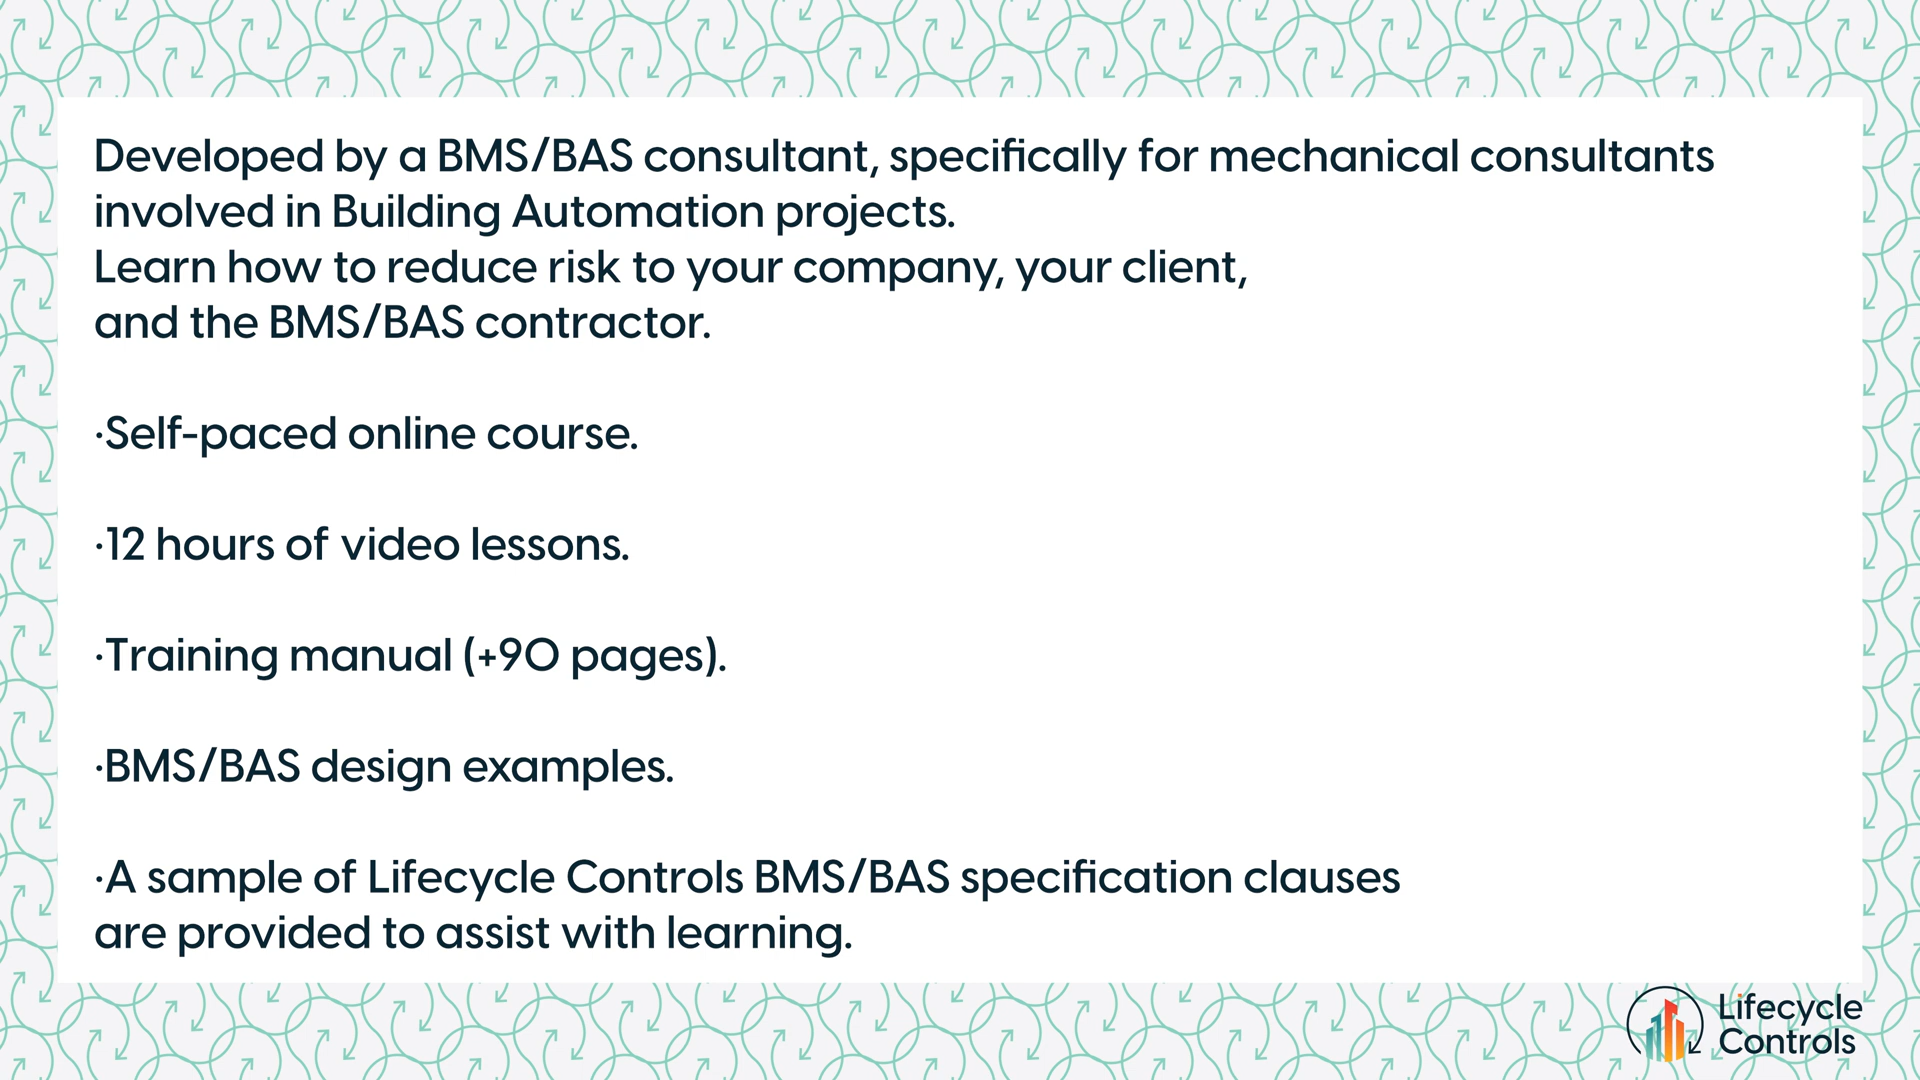 Developed by a BMS/BAS consultant, specifically for mechanical consultants
involved in Building Automation projects.
Learn how to reduce risk to your company, your client,
and the BMS/BAS contractor.
·Self-paced online course.
·12 hours of video lessons.
·Training manual (+90 pages).
·BMS/BAS design examples.
·A sample of Lifecycle Controls BMS/BAS specification clauses
are provided to assist with learning.
Lifecycle
Controls